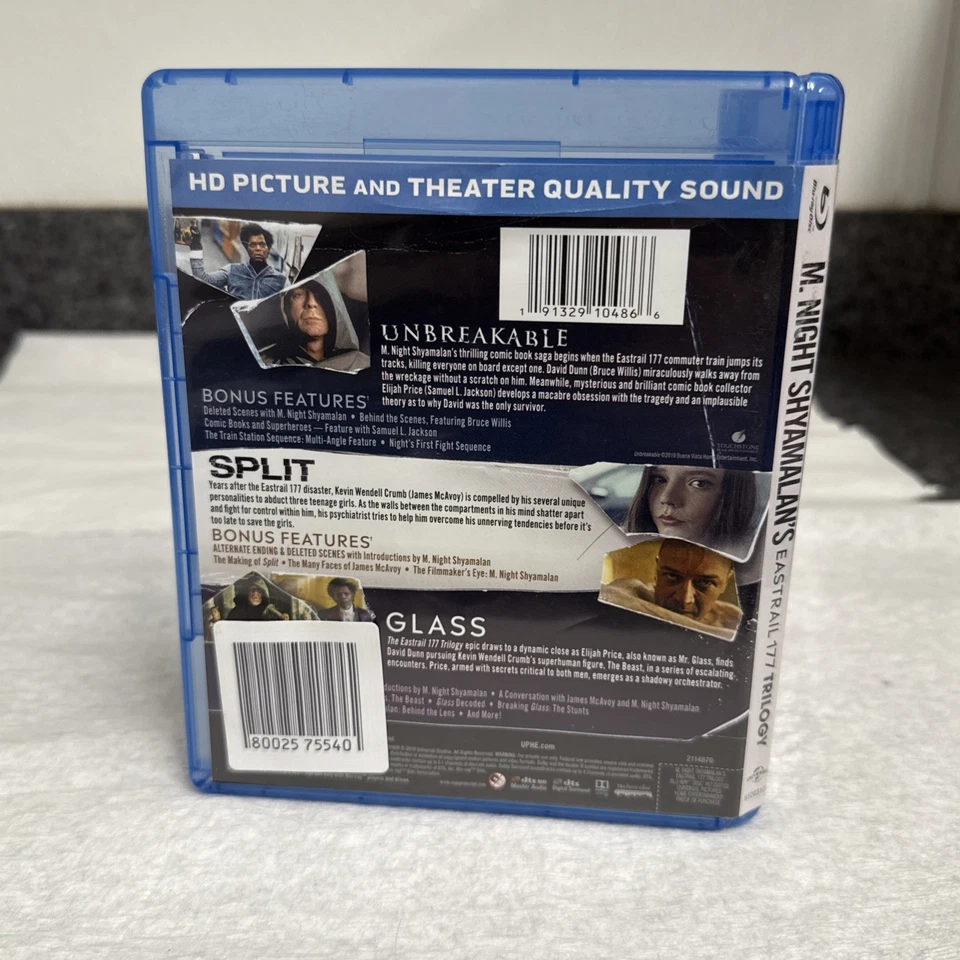 HD PICTURE AND THEATER QUALITY SOUND
1 91329 10486 6
UNBREAKABLE
M. Night Shyamalan's thrilling comic book saga begins when the Eastrail 177 commuter train jumps its
tracks, killing everyone on board except one. David Dunn (Bruce Willis) miraculously walks away from
the wreckage without a scratch on him. Meanwhile, mysterious and brilliant comic book collector
Elijah Price (Samuel L. Jackson) develops a macabre obsession with the tragedy and an implausible
theory as to why David was the only survivor.
BONUS FEATURES
Deleted Scenes with M. Night Shyamalan • Behind the Scenes, Featuring Bruce Willis
Comic Books and Superheroes – Feature with Samuel L. Jackson
The Train Station Sequence: Multi-Angle Feature • Night's First Fight Sequence
TOUCHSTONE
SPLIT
Years after the Eastrail 177 disaster, Kevin Wendell Crumb (James McAvoy) is compelled by his several unique
personalities to abduct three teenage girls. As the walls between the compartments in his mind shatter apart
and fight for control within him, his psychiatrist tries to help him overcome his unnerving tendencies before it's
too late to save the girls.
BONUS FEATURES
ALTERNATE ENDING & DELETED SCENES with Introductions by M. Night Shyamalan
The Making of Split • The Many Faces of James McAvoy • The Filmmaker's Eye: M. Night Shyamalan
GLASS
The Eastrail 177 Trilogy epic draws to a dynamic close as Elijah Price, also known as Mr. Glass, finds
David Dunn pursuing Kevin Wendell Crumb's superhuman figure, The Beast, in a series of escalating
encounters. Price, armed with secrets critical to both men, emerges as a shadowy orchestrator.
ductions by M. Night Shyamalan • A Conversation with James McAvoy and M. Night Shyamalan
. The Beast • Glass Decoded • Breaking Glass: The Stunts
lan: Behind the Lens • And More!
80025 75540
UPHE.com
Blu-ray Disc
M. NIGHT SHYAMALAN'S EASTRAIL 177 TRILOGY